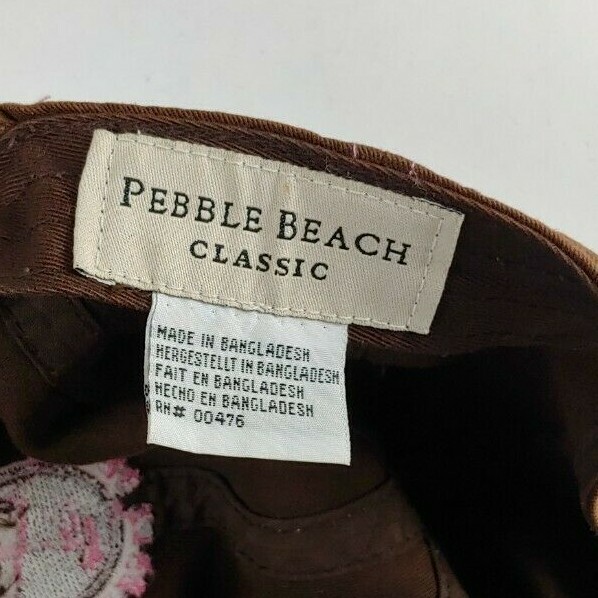 PEBBLE BEACH
CLASSIC
MADE IN BANGLADESH
HERGESTELLT IN BANGLADESH
FAIT EN BANGLADESH
HECHO EN BANGLADESH
RN# 00476